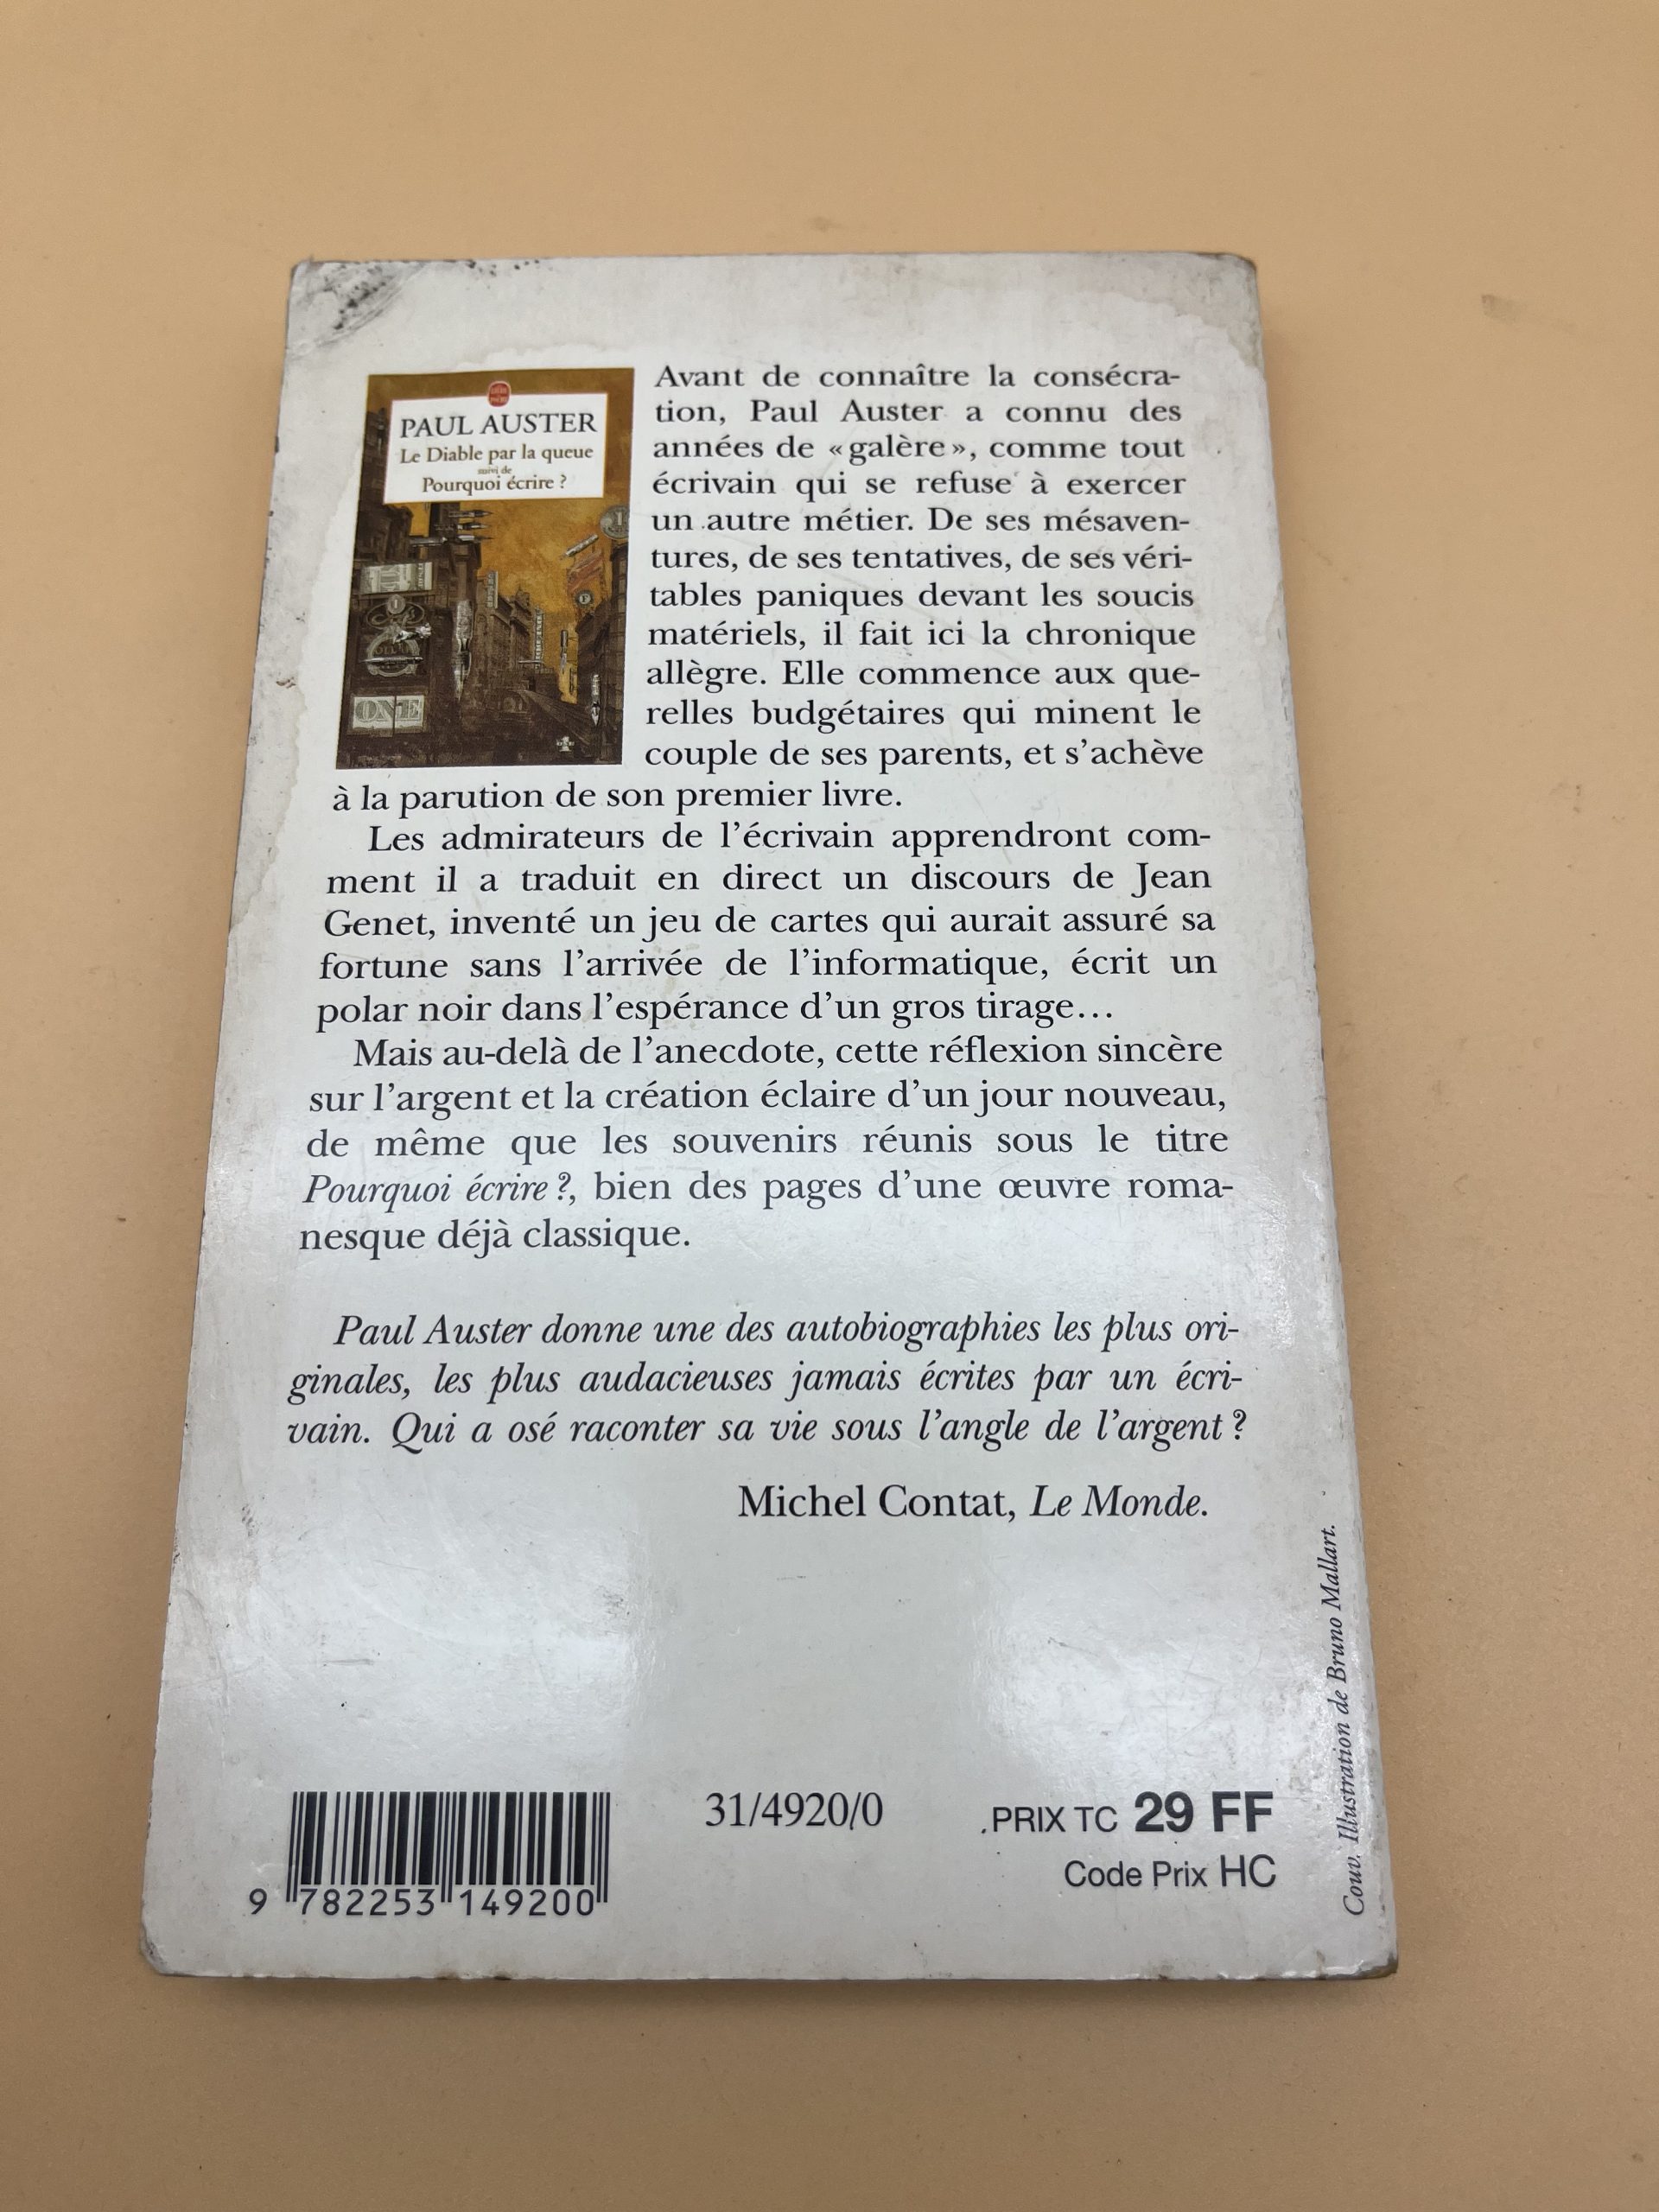 PAUL AUSTER
Le Diable par la queue
suivi de
Pourquoi écrire ?
ONE
Avant de connaître la consécra-
tion, Paul Auster a connu des
années de « galère », comme tout
écrivain qui se refuse à exercer
un autre métier. De ses mésaven-
tures, de ses tentatives, de ses véri-
tables paniques devant les soucis
matériels, il fait ici la chronique
allègre. Elle commence aux que-
relles budgétaires qui minent le
couple de ses parents, et s'achève
à la parution de son premier livre.
Les admirateurs de l'écrivain apprendront com-
ment il a traduit en direct un discours de Jean
Genet, inventé un jeu de cartes qui aurait assuré sa
fortune sans l'arrivée de l'informatique, écrit un
polar noir dans l'espérance d'un gros tirage...
Mais au-delà de l'anecdote, cette réflexion sincère
sur l'argent et la création éclaire d'un jour nouveau,
de même que les souvenirs réunis sous le titre
Pourquoi écrire ?, bien des pages d'une œuvre roma-
nesque déjà classique.
Paul Auster donne une des autobiographies les plus ori-
ginales, les plus audacieuses jamais écrites par un écri-
vain. Qui a osé raconter sa vie sous l'angle de l'argent ?
Michel Contat, Le Monde.
Couv. Illustration de Bruno Mallart.
31/4920/0
PRIX TC 29 FF
Code Prix HC
9 782253 149200